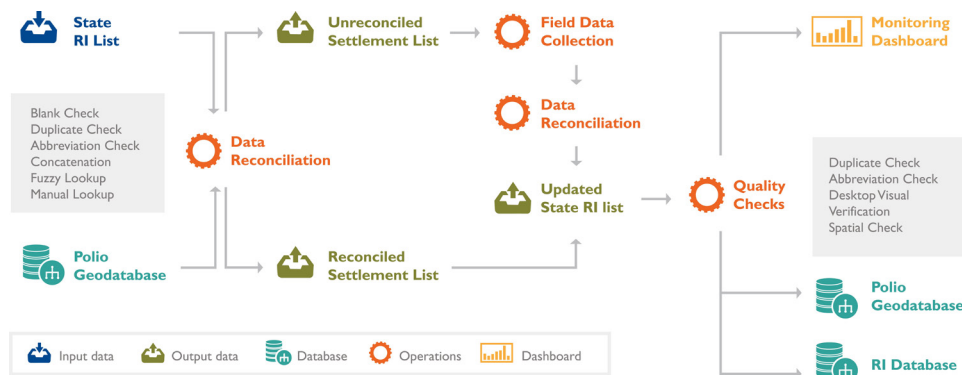 State
RI List
Unreconciled
Settlement List
Field Data
Collection
Monitoring
Dashboard
Blank Check
Duplicate Check
Abbreviation Check
Concatenation
Fuzzy Lookup
Manual Lookup
Data
Reconciliation
Data
Reconciliation
Updated
State RI list
Quality
Checks
Duplicate Check
Abbreviation Check
Desktop Visual
Verification
Spatial Check
Polio
Geodatabase
Reconciled
Settlement List
Polio
Geodatabase
RI Database
Input data
Output data
Database
Operations
Dashboard